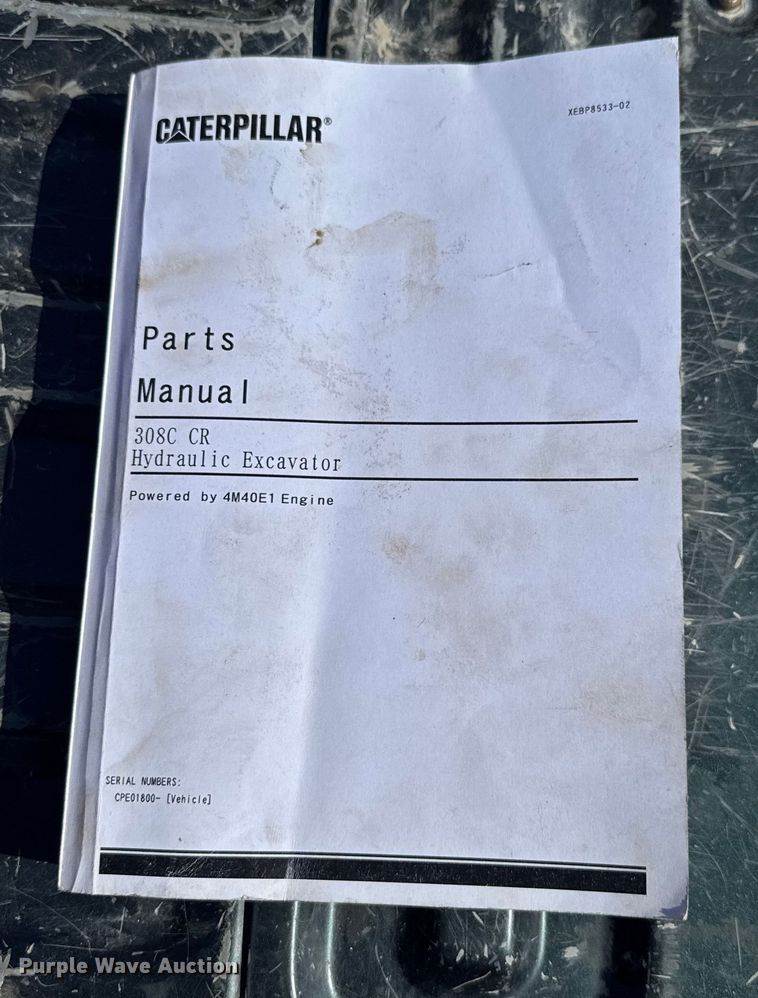 CATERPILLAR®
XEBP8533-02
Parts
Manual
308C CR
Hydraulic Excavator
Powered by 4M40E1 Engine
SERIAL NUMBERS:
CPE01800- [Vehicle]
Purple Wave Auction